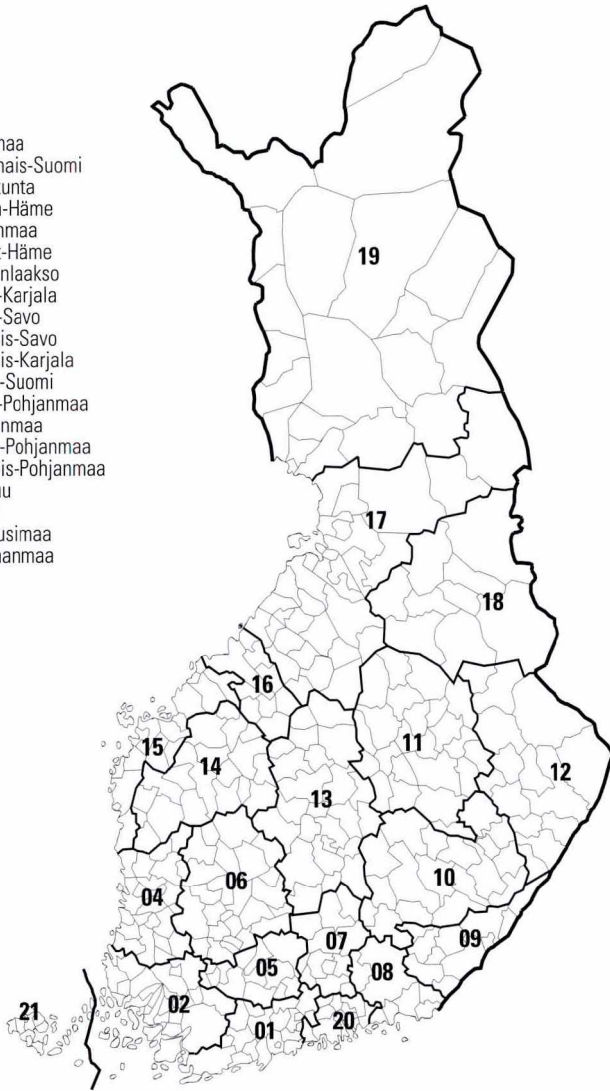 maa
nais-Suomi
unta
-Häme
nmaa
-Häme
nlaakso
-Karjala
-Savo
is-Savo
is-Karjala
-Suomi
-Pohjanmaa
nmaa
-Pohjanmaa
is-Pohjanmaa
u
usimaa
anmaa
19
17
18
16
15
14
11
12
13
04
06
10
07
09
05
08
21
02
01
20